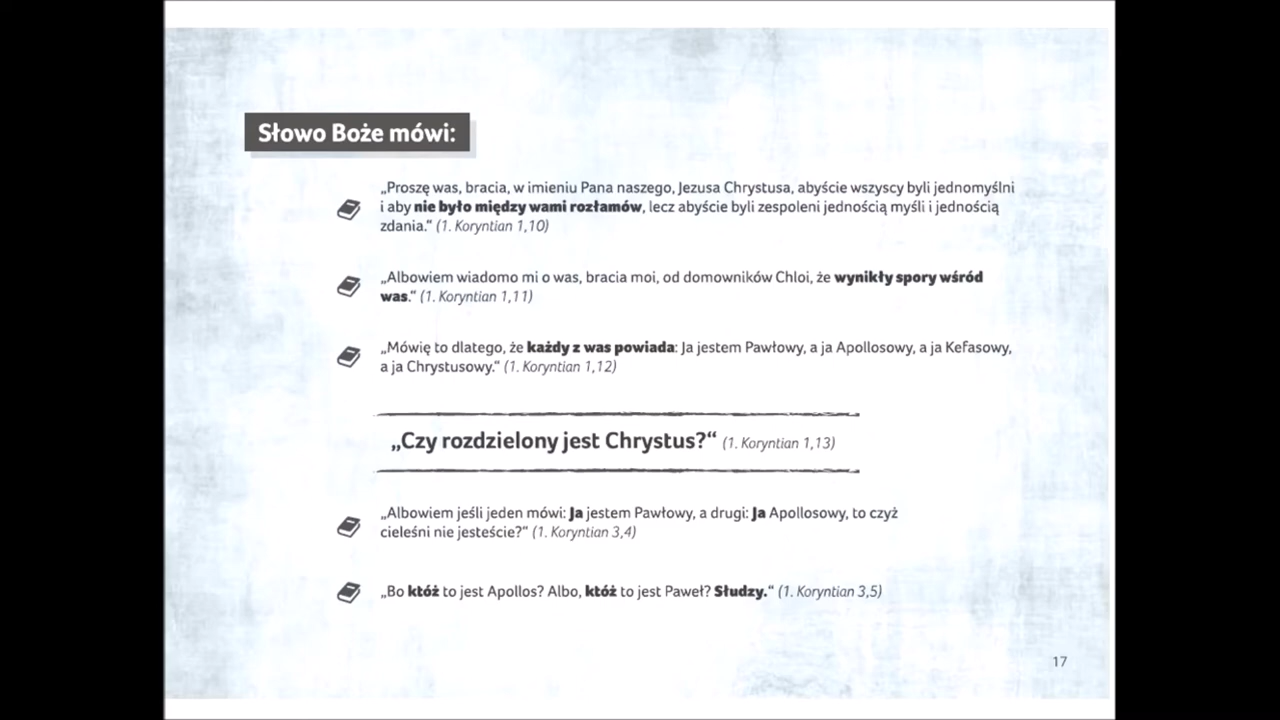 Słowo Boże mówi:
„Proszę was, bracia, w imieniu Pana naszego, Jezusa Chrystusa, abyście wszyscy byli jednomyślni
i aby nie było między wami rozłamów, lecz abyście byli zespoleni jednością myśli i jednością
zdania.“ (1. Koryntian 1,10)
„Albowiem wiadomo mi o was, bracia moi, od domowników Chloi, że wynikły spory wśród
was.“ (1. Koryntian 1,11)
„Mówię to dlatego, że każdy z was powiada: Ja jestem Pawłowy, a ja Apollosowy, a ja Kefasowy,
a ja Chrystusowy.“ (1. Koryntian 1,12)
„Czy rozdzielony jest Chrystus?“ (1. Koryntian 1,13)
„Albowiem jeśli jeden mówi: Ja jestem Pawłowy, a drugi: Ja Apollosowy, to czyż
cieleśni nie jesteście?“ (1. Koryntian 3,4)
„Bo któż to jest Apollos? Albo, któż to jest Paweł? Słudzy.“ (1. Koryntian 3,5)
17